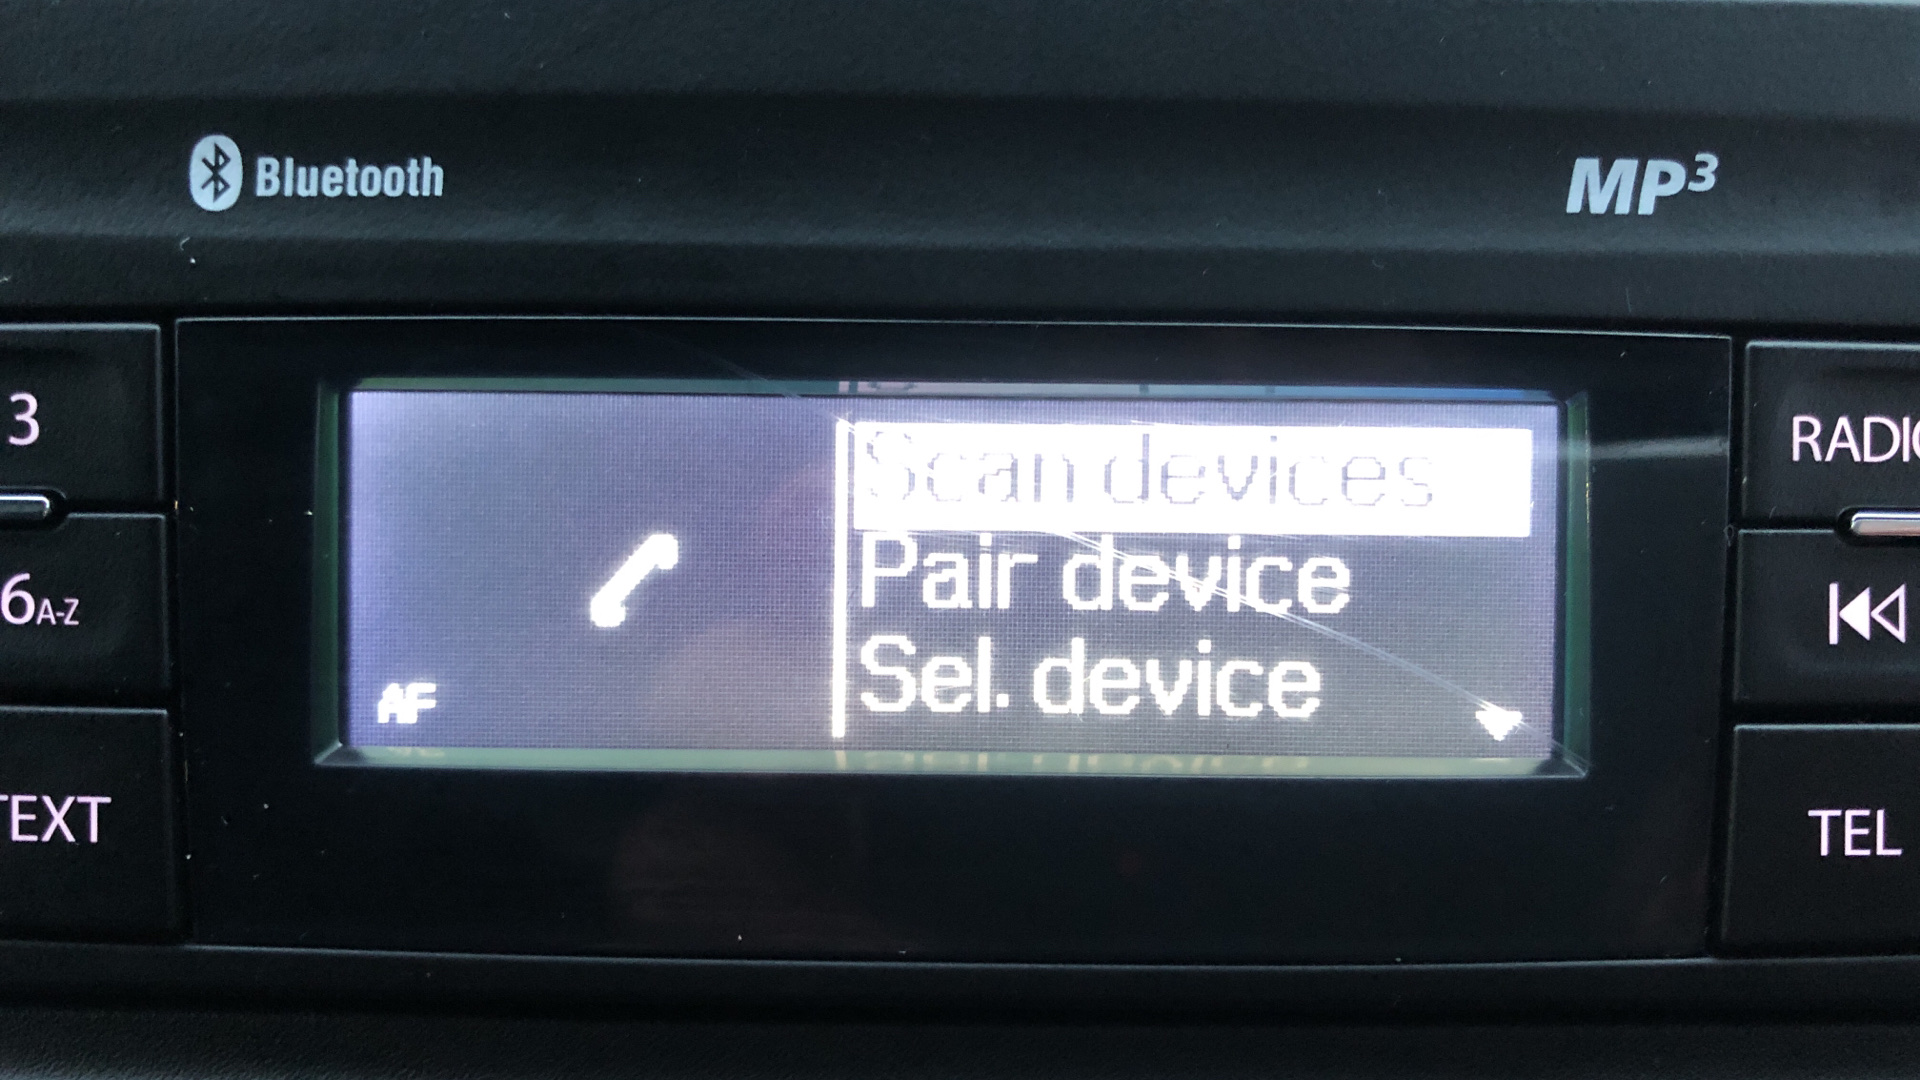 Bluetooth
MP3
3
6A-Z
TEXT
Scan devices
Pair device
Sel. device
AF
RADIO
TEL